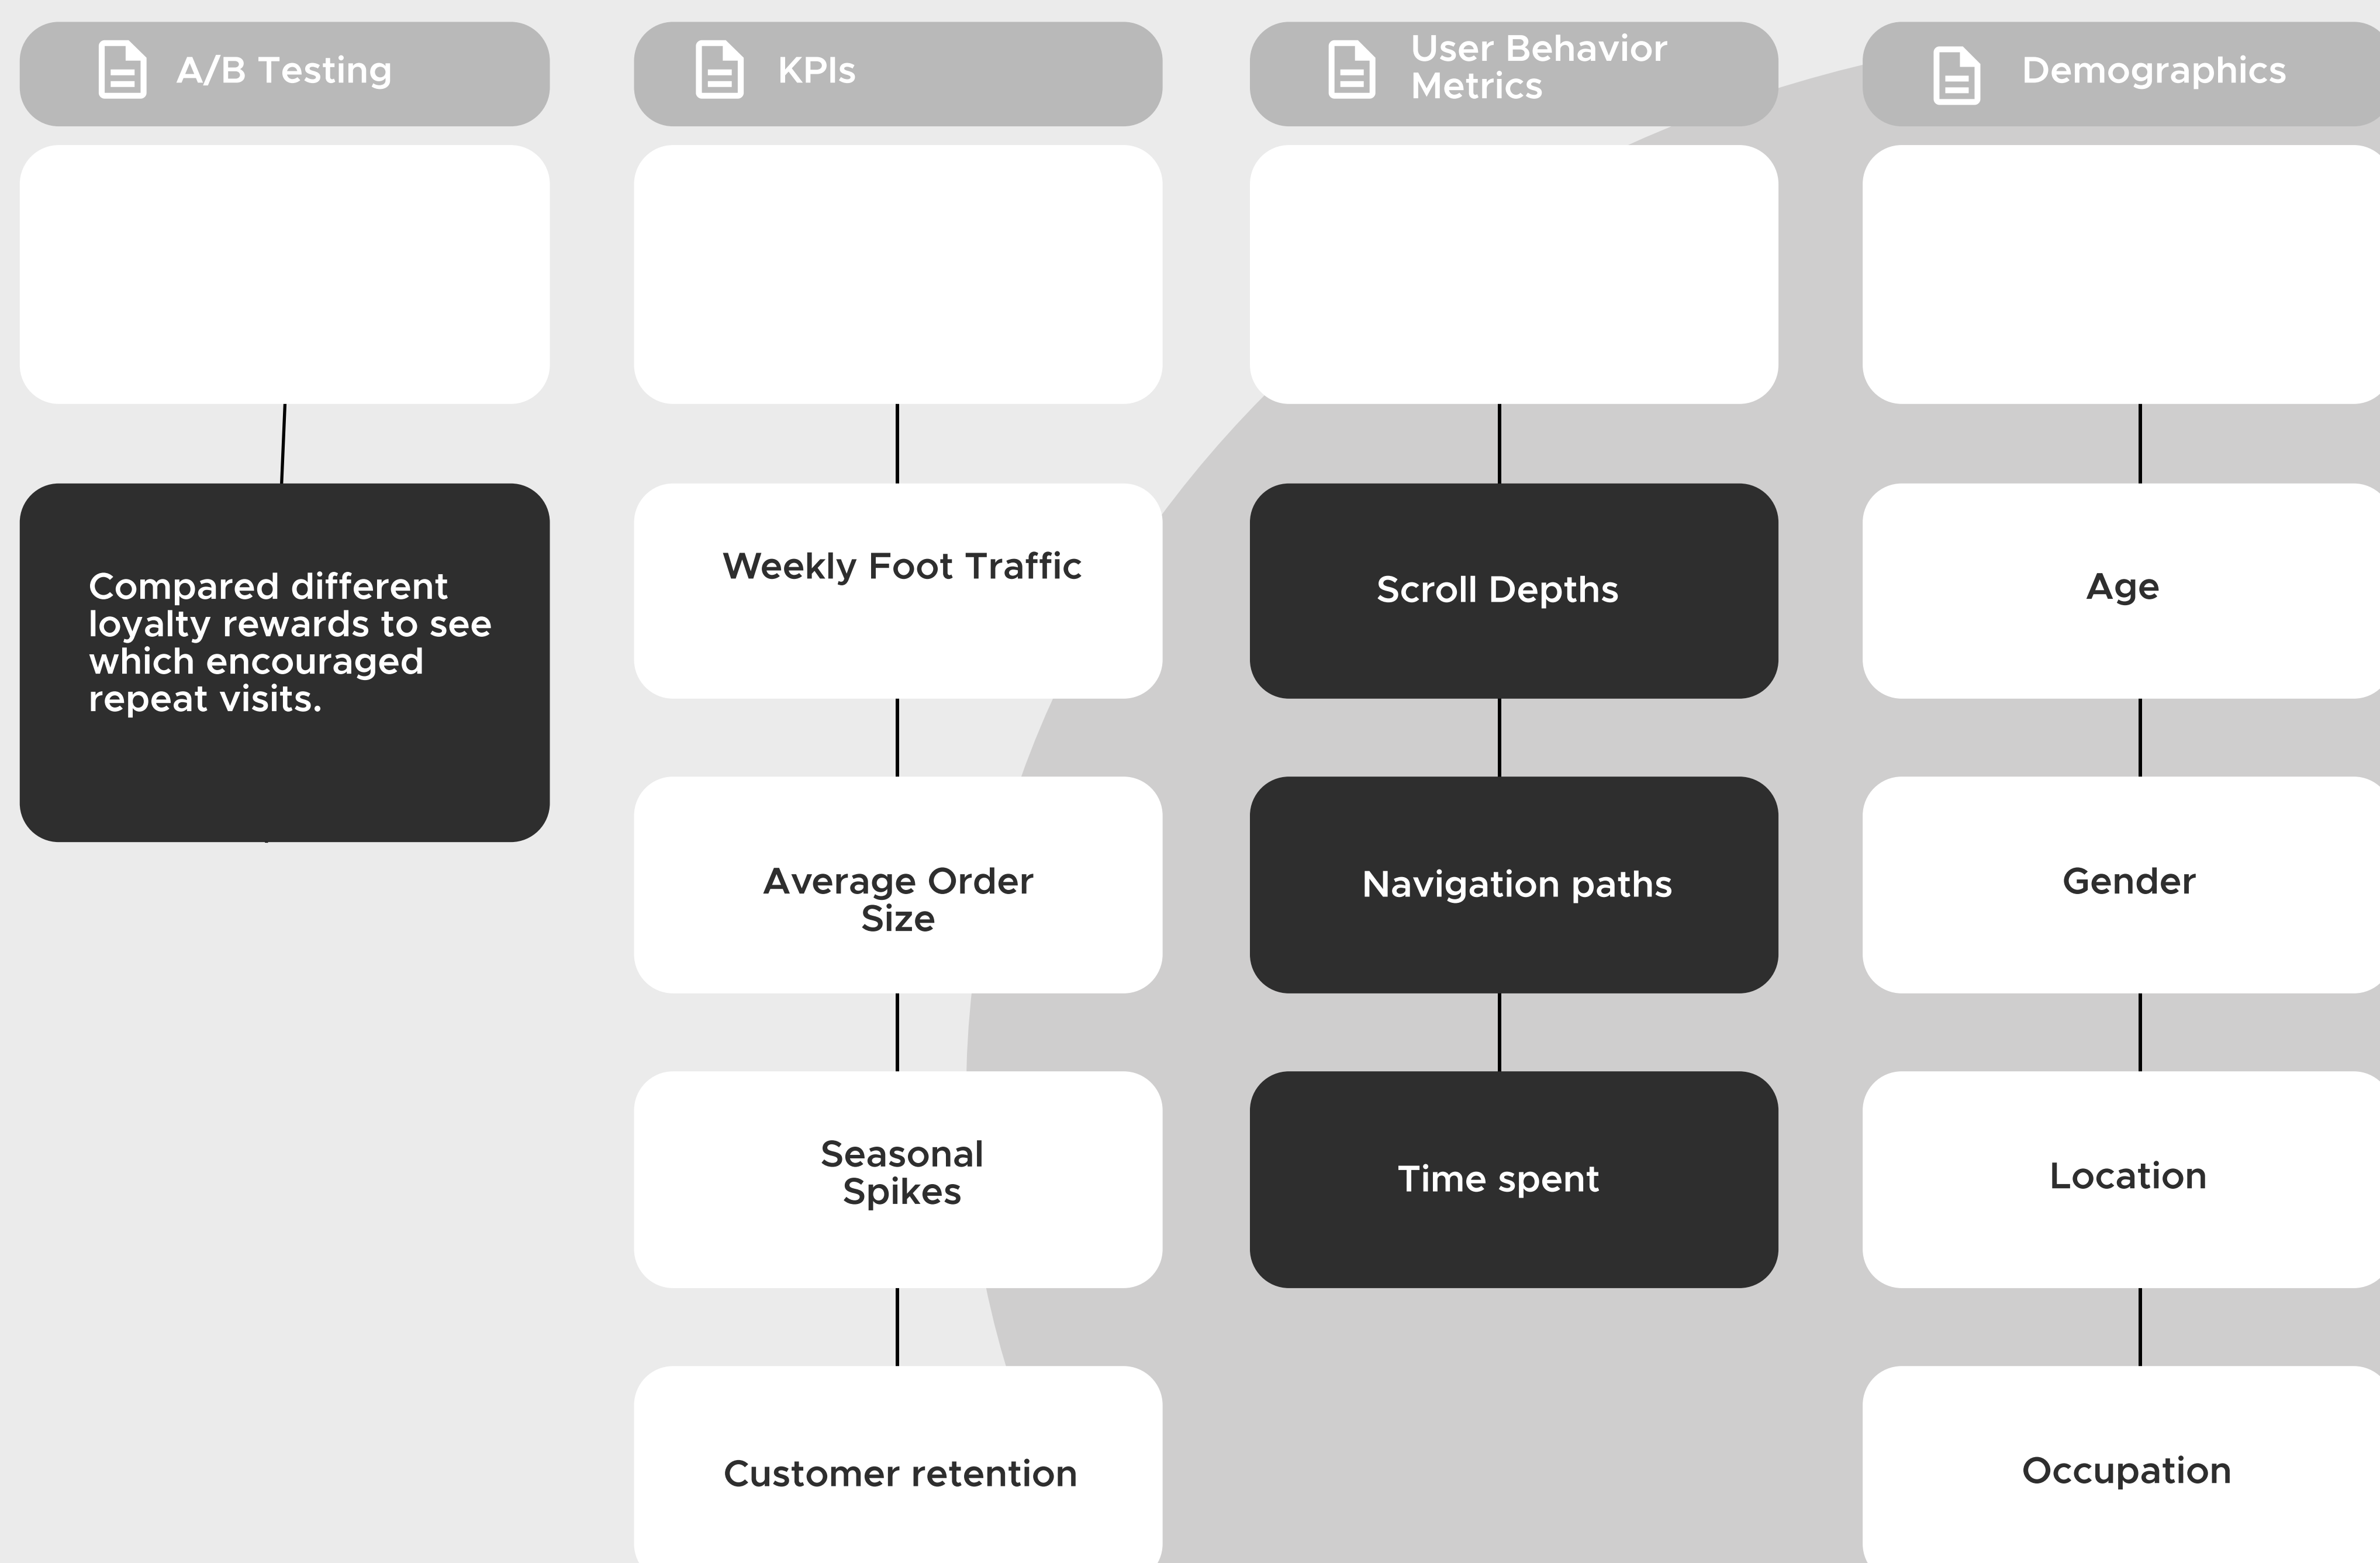 A/B Testing
KPIs
User Behavior
Metrics
Demographics
Compared different
loyalty rewards to see
which encouraged
repeat visits.
Weekly Foot Traffic
Average Order
Size
Seasonal
Spikes
Customer retention
Scroll Depths
Navigation paths
Time spent
Age
Gender
Location
Occupation